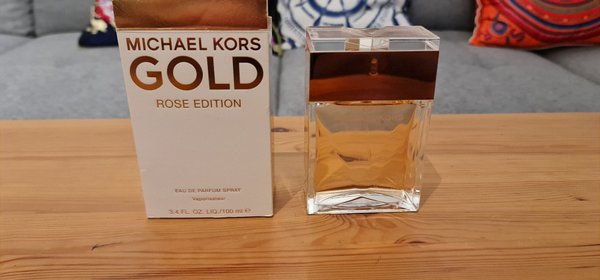 MICHAEL KORS
GOLD
ROSE EDITION
EAU DE PARFUM SPRAY
Vaporisateur
3.4 FL. OZ. LIQ./100 ml ℮